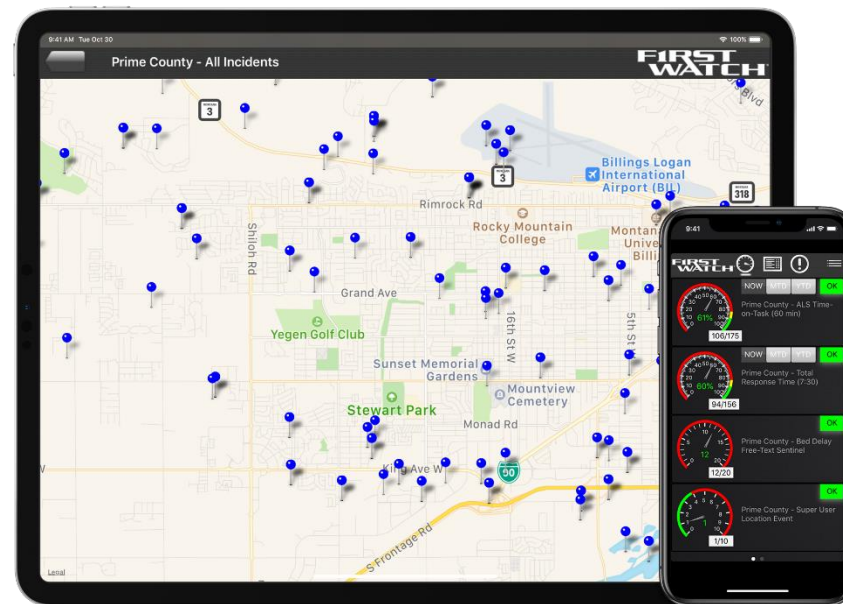 9:41 AM Tue Oct 30
100%
Prime County - All Incidents
FIRST
WATCH
3
Billings Logan
International
Airport (BIL)
3
318
Rimrock Rd
Rocky Mountain
College
Shiloh Rd
Grand Ave
16th St W
5th St
Yegen Golf Club
Sunset Memorial
Gardens
Mountview
Cemetery
Stewart Park
Monad Rd
King Ave W
90
S Frontage Rd
Legal
9:41
FIRST
WATCH
NOW MTD YTD OK
Prime County - ALS Time-
on-Task (60 min)
61%
106/175
NOW MTD YTD OK
Prime County - Total
Response Time (7:30)
60%
94/156
OK
Prime County - Bed Delay
Free-Text Sentinel
12
12/20
OK
Prime County - Super User
Location Event
1
1/10